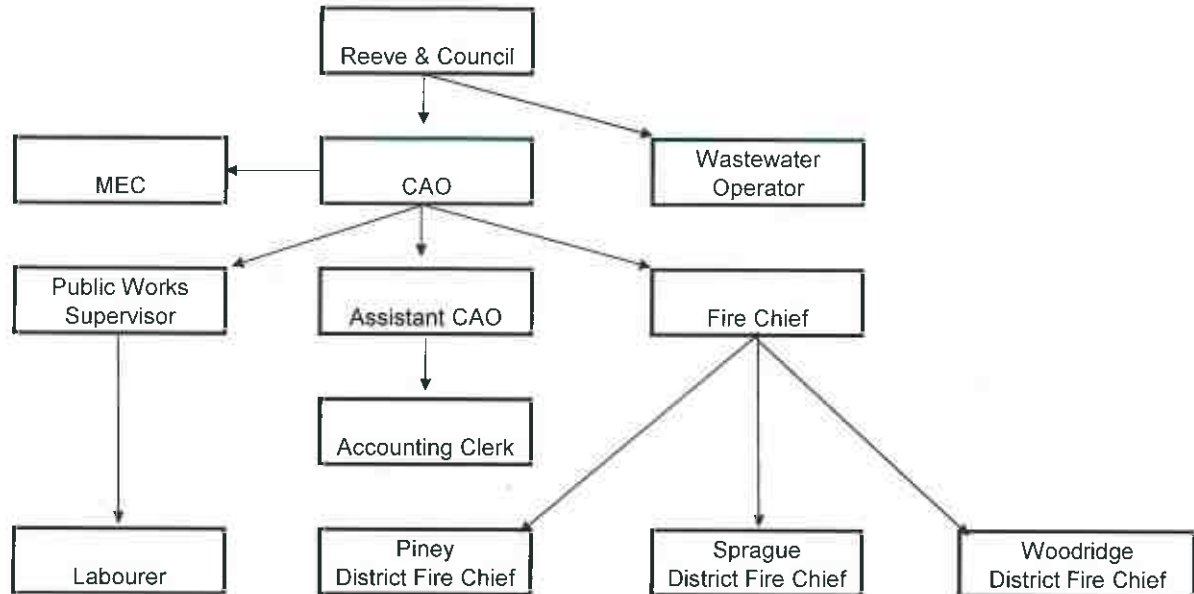 Reeve & Council
MEC
CAO
Wastewater
Operator
Public Works
Supervisor
Assistant CAO
Fire Chief
Accounting Clerk
Labourer
Piney
District Fire Chief
Sprague
District Fire Chief
Woodridge
District Fire Chief